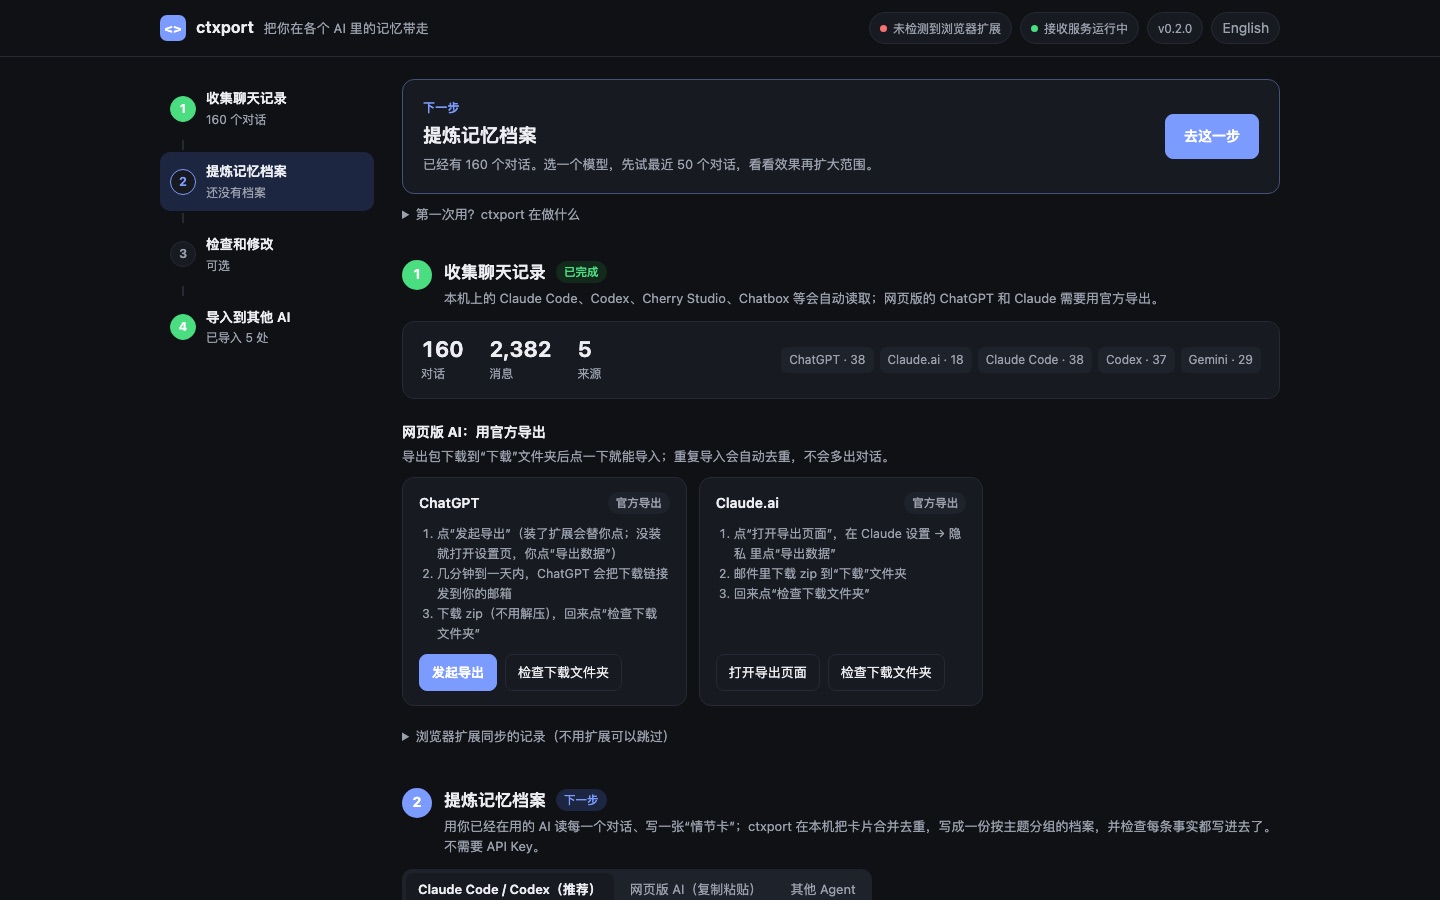 <> ctxport 把你在各个 AI 里的记忆带走
未检测到浏览器扩展
接收服务运行中
v0.2.0
English
1 收集聊天记录
160 个对话
2 提炼记忆档案
还没有档案
3 检查和修改
可选
4 导入到其他 AI
已导入 5 处
下一步
提炼记忆档案
已经有 160 个对话。选一个模型，先试最近 50 个对话，看看效果再扩大范围。
去这一步
▶ 第一次用？ctxport 在做什么
1 收集聊天记录 已完成
本机上的 Claude Code、Codex、Cherry Studio、Chatbox 等会自动读取；网页版的 ChatGPT 和 Claude 需要用官方导出。
160 2,382 5
对话 消息 来源
ChatGPT · 38 Claude.ai · 18 Claude Code · 38 Codex · 37 Gemini · 29
网页版 AI：用官方导出
导出包下载到“下载”文件夹后点一下就能导入；重复导入会自动去重，不会多出对话。
ChatGPT 官方导出
1. 点“发起导出”（装了扩展会替你点；没装
就打开设置页，你点“导出数据”）
2. 几分钟到一天内，ChatGPT 会把下载链接
发到你的邮箱
3. 下载 zip（不用解压），回来点“检查下载
文件夹”
发起导出 检查下载文件夹
Claude.ai 官方导出
1. 点“打开导出页面”，在 Claude 设置 → 隐
私 里点“导出数据”
2. 邮件里下载 zip 到“下载”文件夹
3. 回来点“检查下载文件夹”
打开导出页面 检查下载文件夹
▶ 浏览器扩展同步的记录（不用扩展可以跳过）
2 提炼记忆档案 下一步
用你已经在用的 AI 读每一个对话、写一张“情节卡”；ctxport 在本机把卡片合并去重，写成一份按主题分组的档案，并检查每条事实都写进去了。
不需要 API Key。
Claude Code / Codex（推荐） 网页版 AI（复制粘贴） 其他 Agent